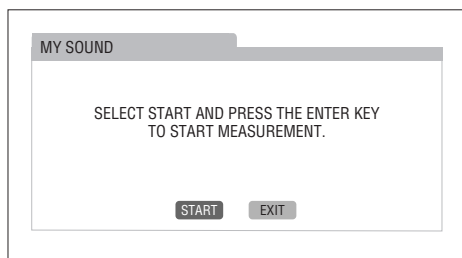 MY SOUND
SELECT START AND PRESS THE ENTER KEY
TO START MEASUREMENT.
START EXIT